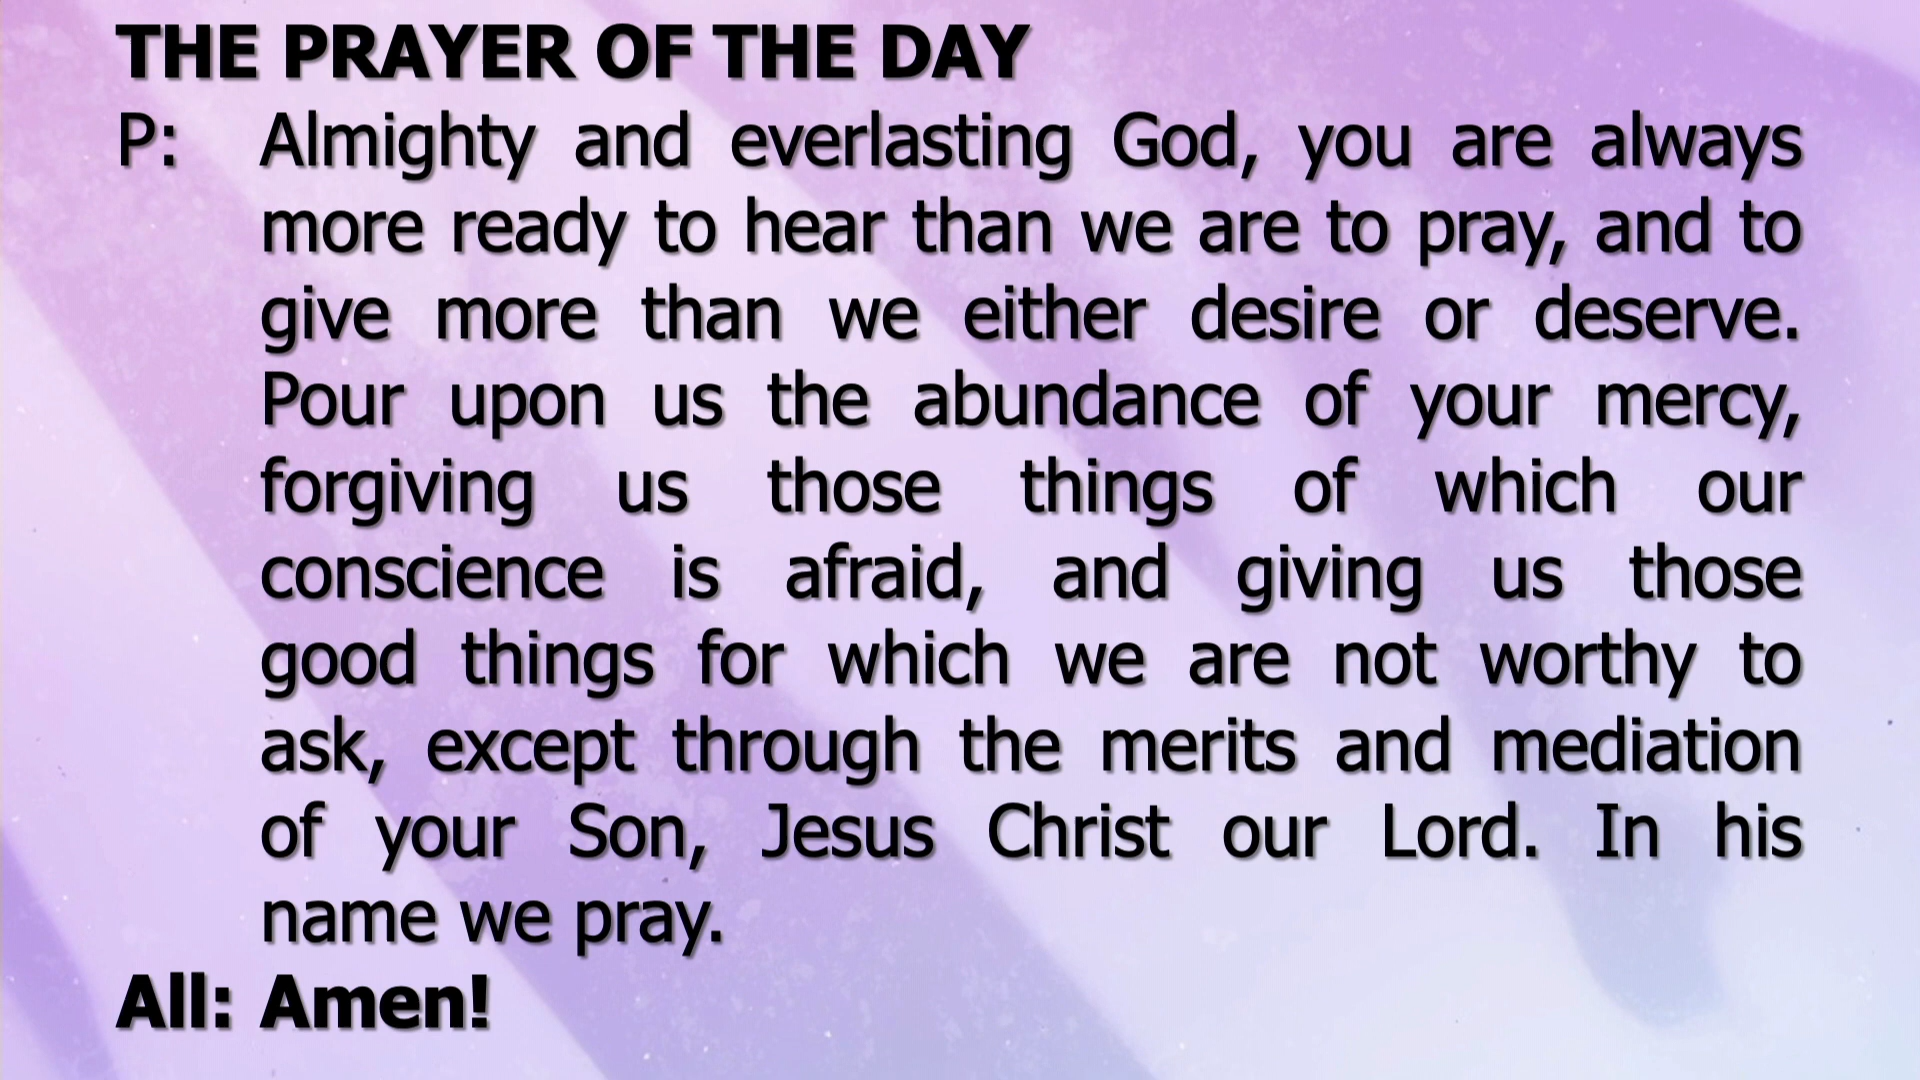 THE PRAYER OF THE DAY
P: Almighty and everlasting God, you are always
more ready to hear than we are to pray, and to
give more than we either desire or deserve.
Pour upon us the abundance of your mercy,
forgiving us those things of which our
conscience is afraid, and giving us those
good things for which we are not worthy to
ask, except through the merits and mediation
of your Son, Jesus Christ our Lord. In his
name we pray.
All: Amen!